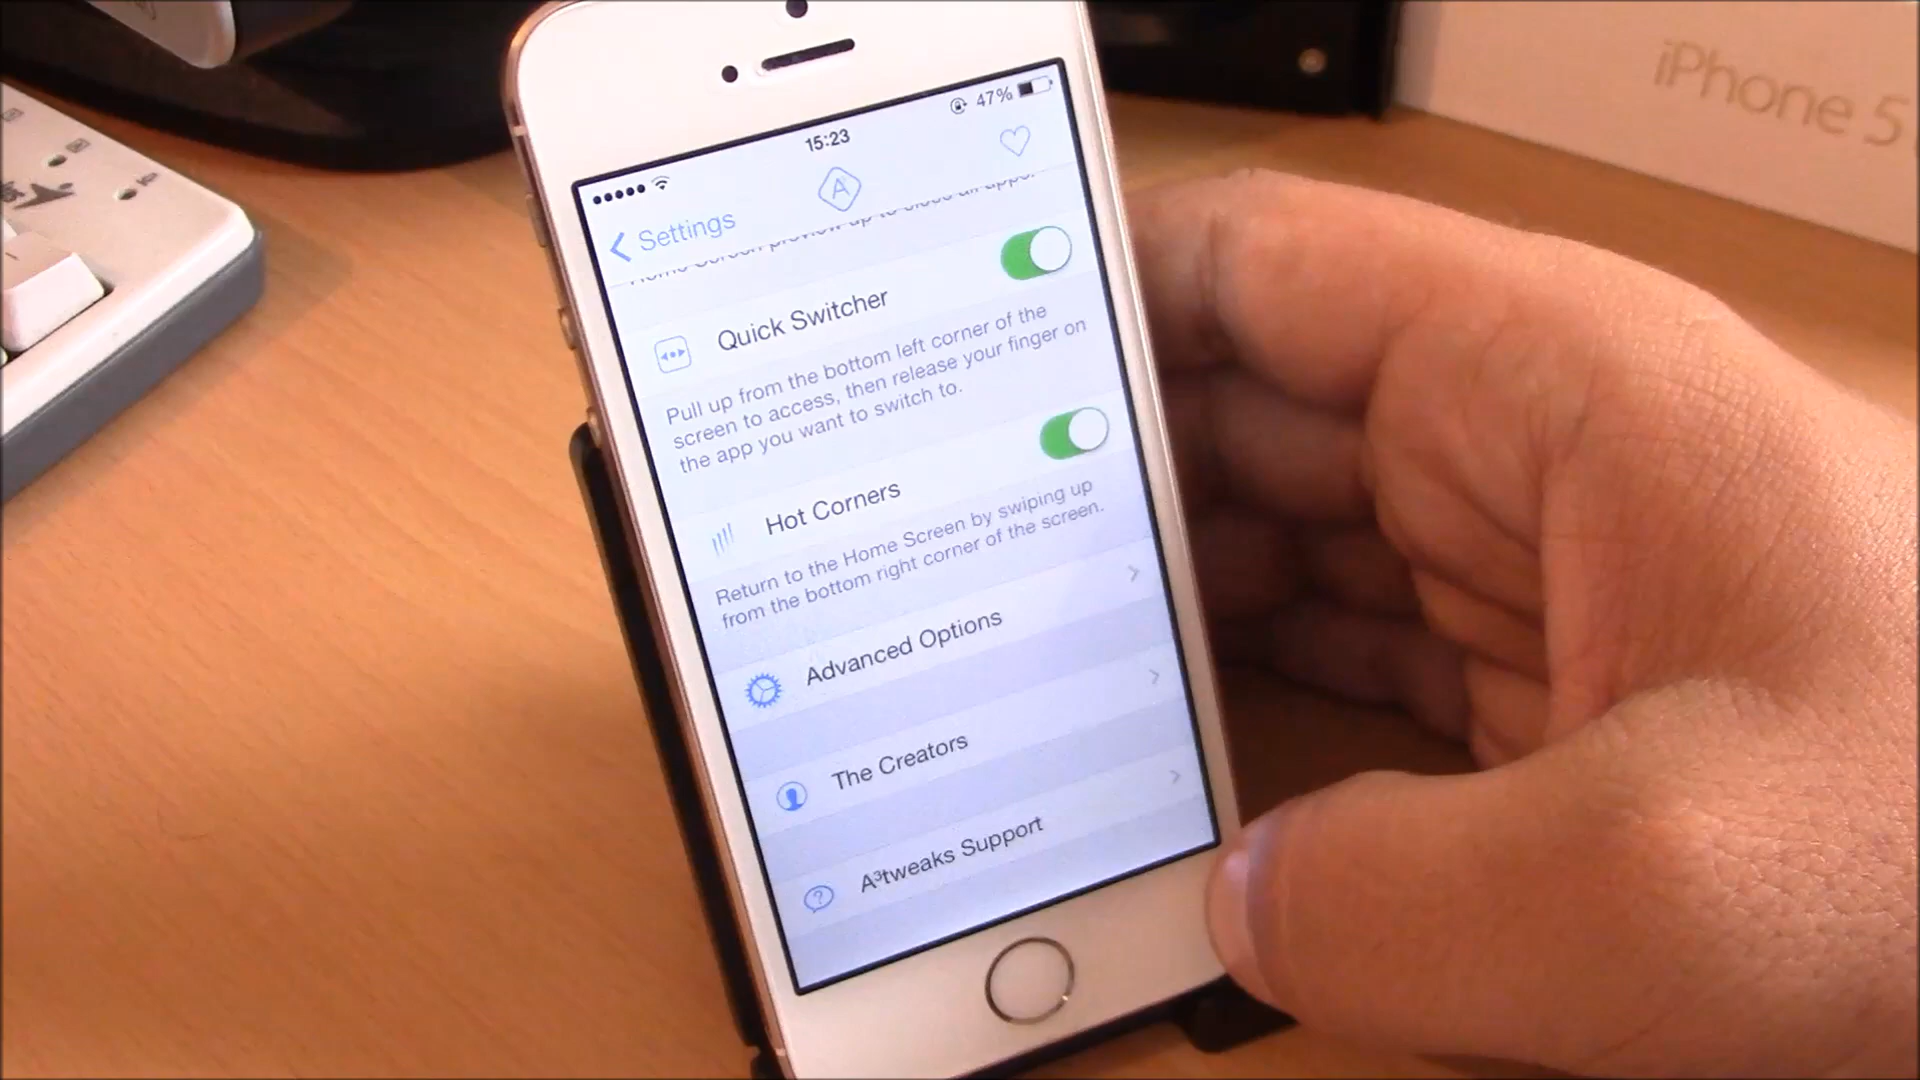 iPhone 5
47%
15:23
Settings
Quick Switcher
Pull up from the bottom left corner of the
screen to access, then release your finger on
the app you want to switch to.
Hot Corners
Return to the Home Screen by swiping up
from the bottom right corner of the screen.
Advanced Options
The Creators
A³tweaks Support